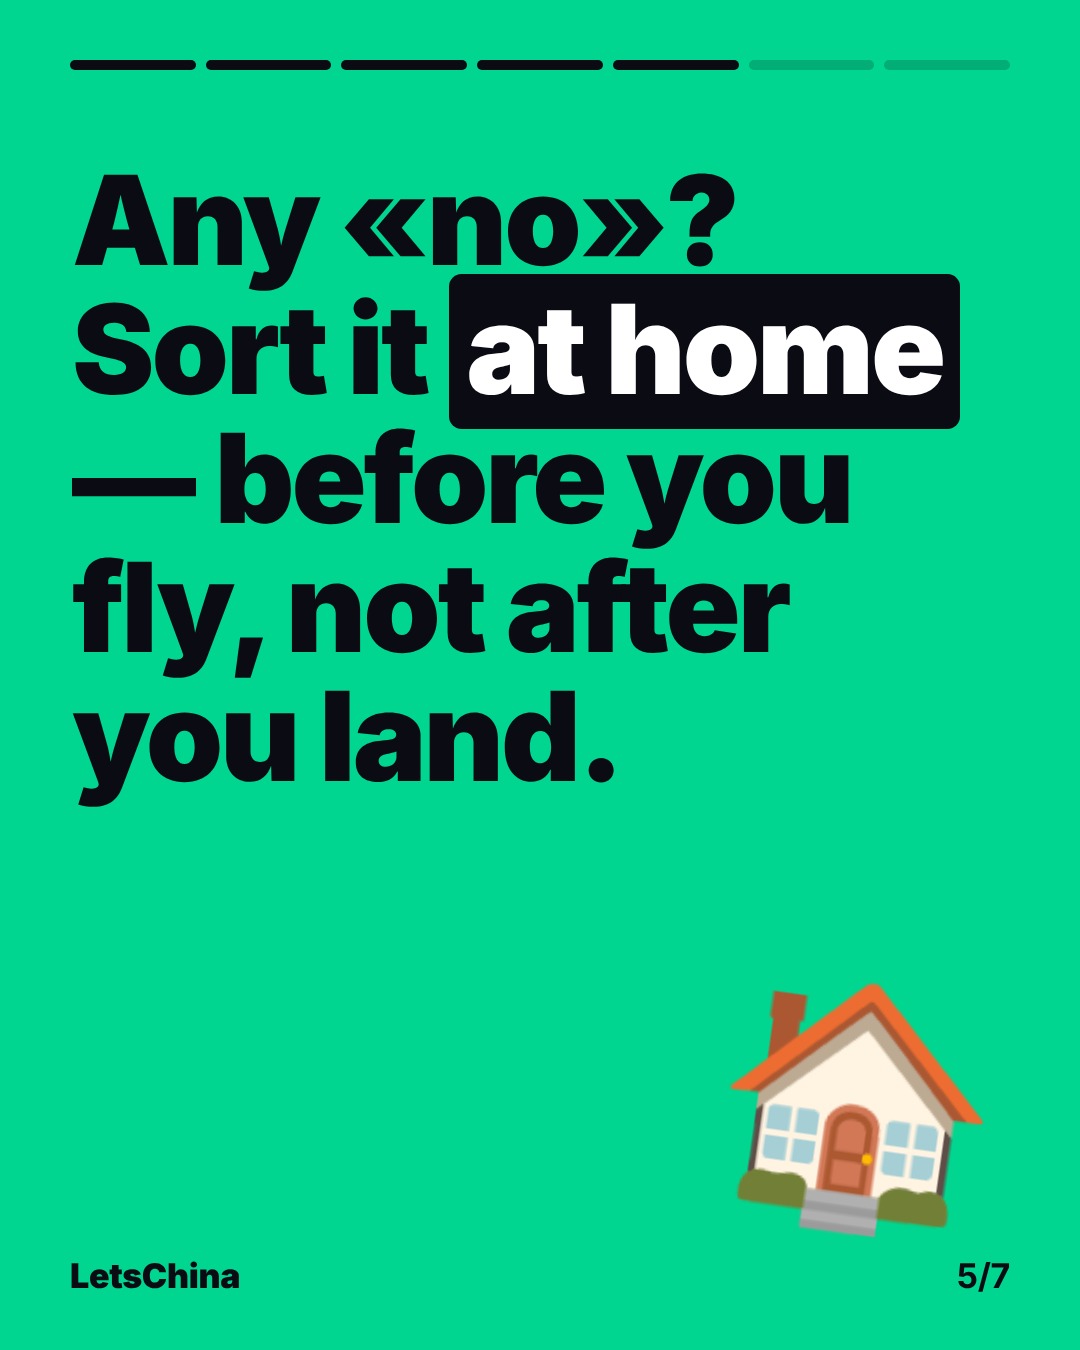 Any «no»?
Sort it at home
— before you
fly, not after
you land.
LetsChina
5/7